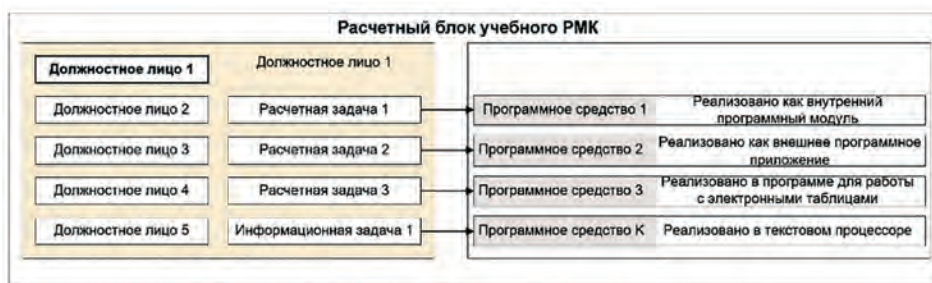 Расчетный блок учебного РМК
Должностное лицо 1
Должностное лицо 1
Должностное лицо 2
Расчетная задача 1
Программное средство 1
Реализовано как внутренний
программный модуль
Должностное лицо 3
Расчетная задача 2
Программное средство 2
Реализовано как внешнее программное
приложение
Должностное лицо 4
Расчетная задача 3
Программное средство 3
Реализовано в программе для работы
с электронными таблицами
Должностное лицо 5
Информационная задача 1
Программное средство K
Реализовано в текстовом процессоре